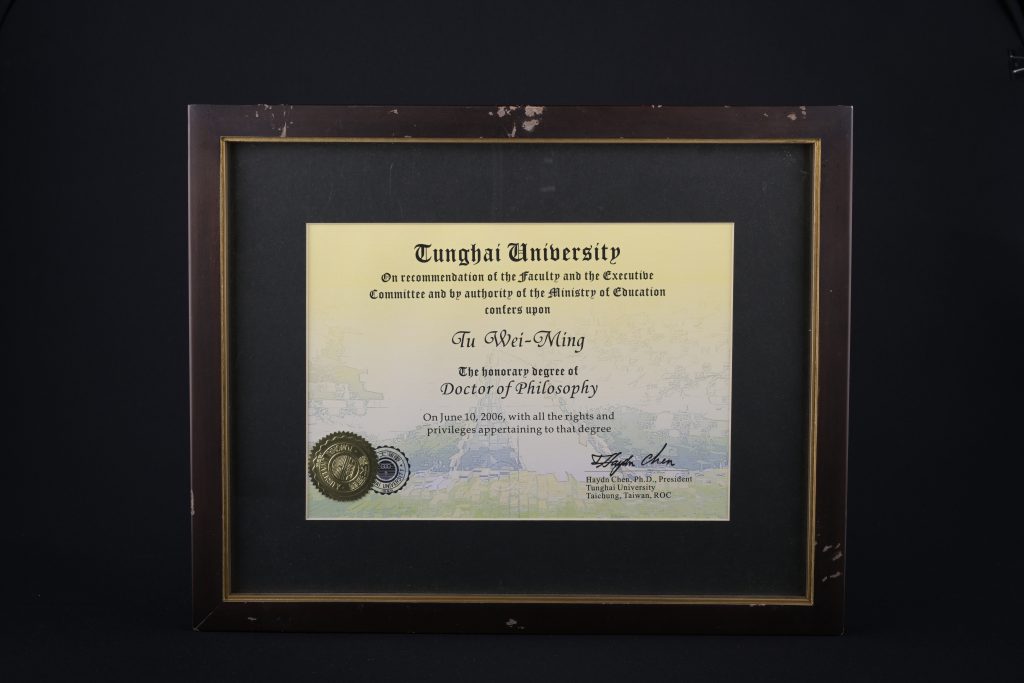 Tunghai University
On recommendation of the Faculty and the Executive
Committee and by authority of the Ministry of Education
confers upon
Tu Wei-Ming
The honorary degree of
Doctor of Philosophy
On June 10, 2006, with all the rights and
privileges appertaining to that degree
Haydn Chen
Haydn Chen, Ph.D., President
Tunghai University
Taichung, Taiwan, ROC